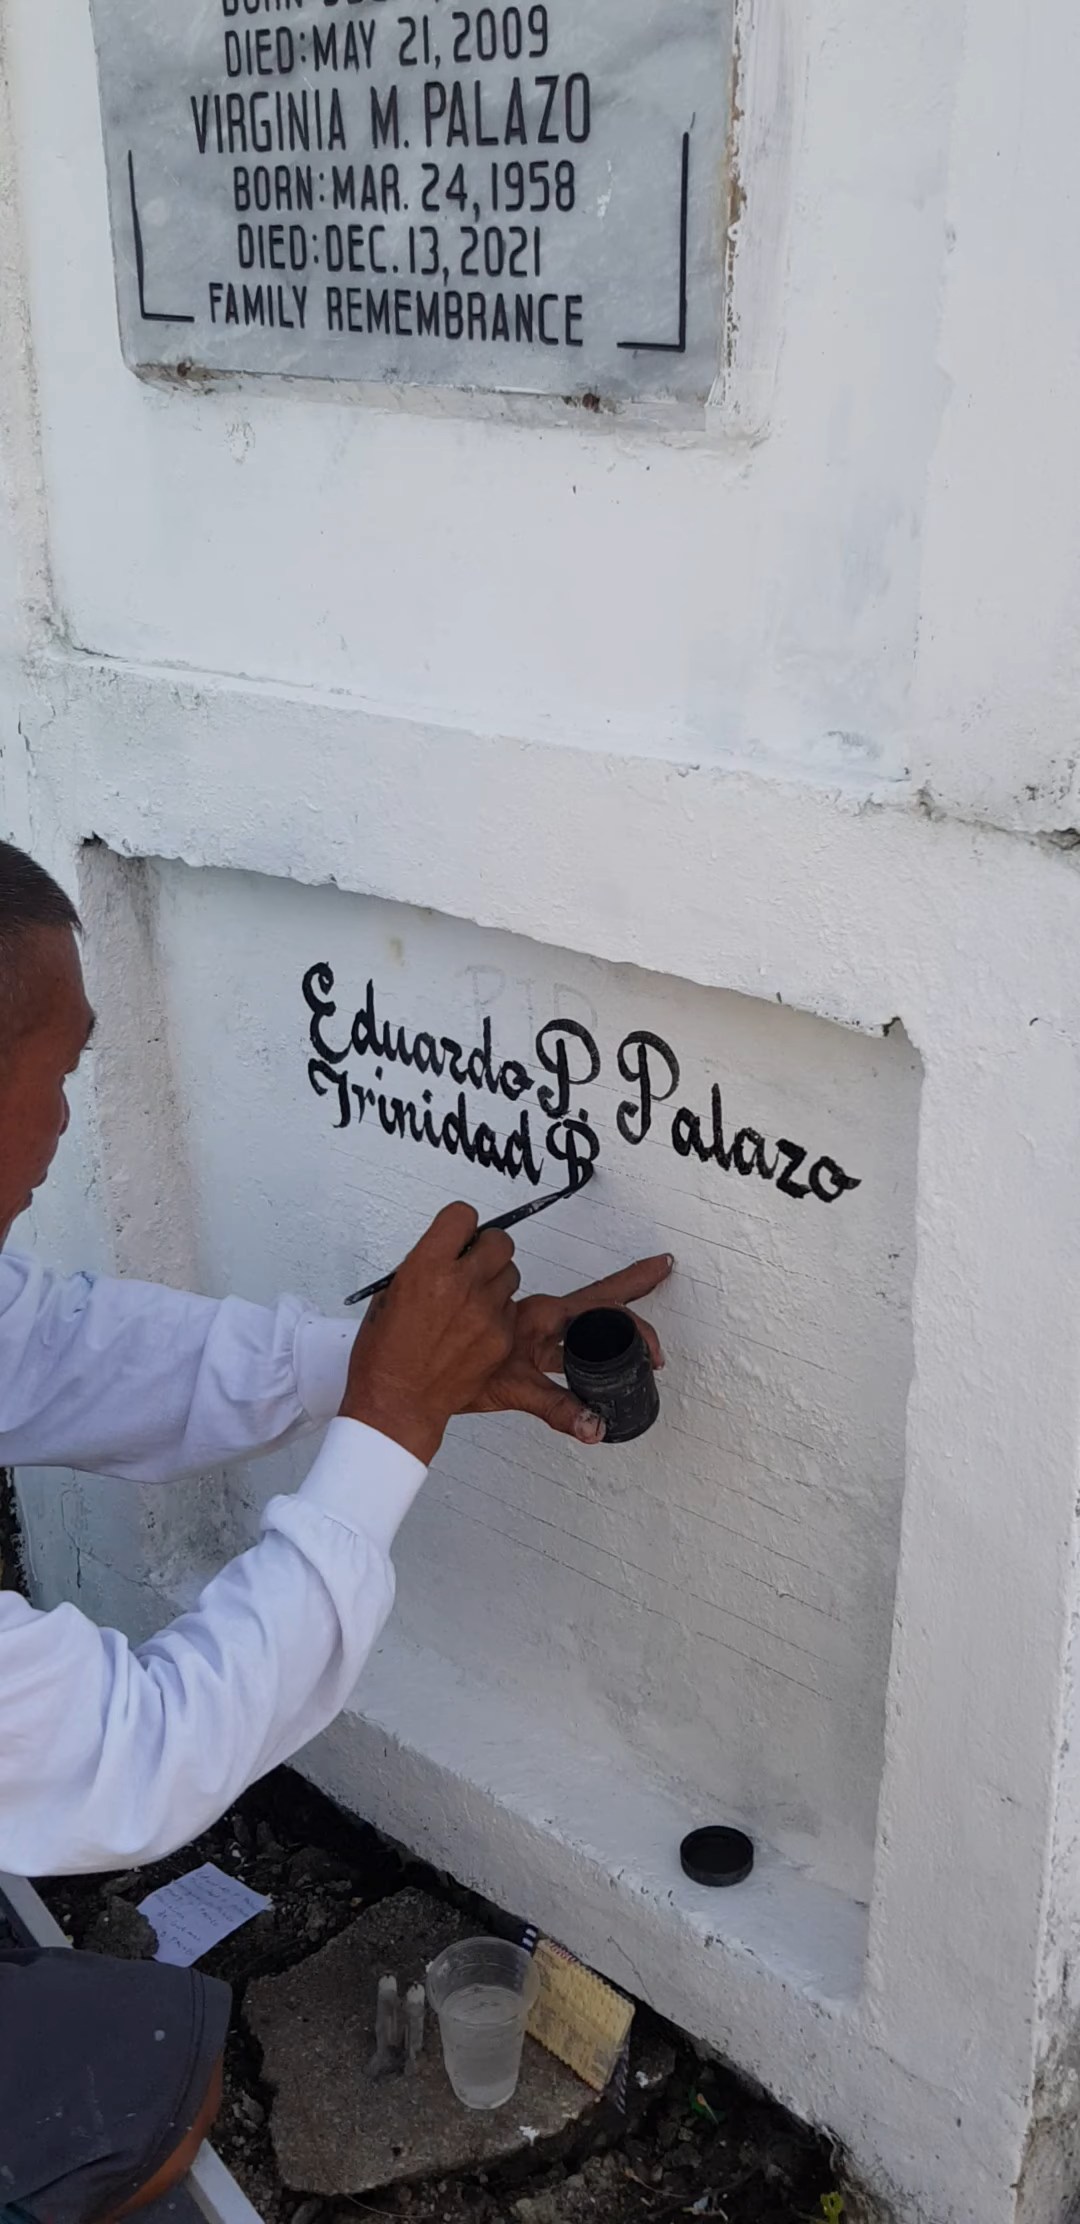 DIED: MAY 21, 2009
VIRGINIA M. PALAZO
BORN: MAR. 24, 1958
DIED: DEC. 13, 2021
FAMILY REMEMBRANCE
Eduardo P. Palazo
Trinidad P